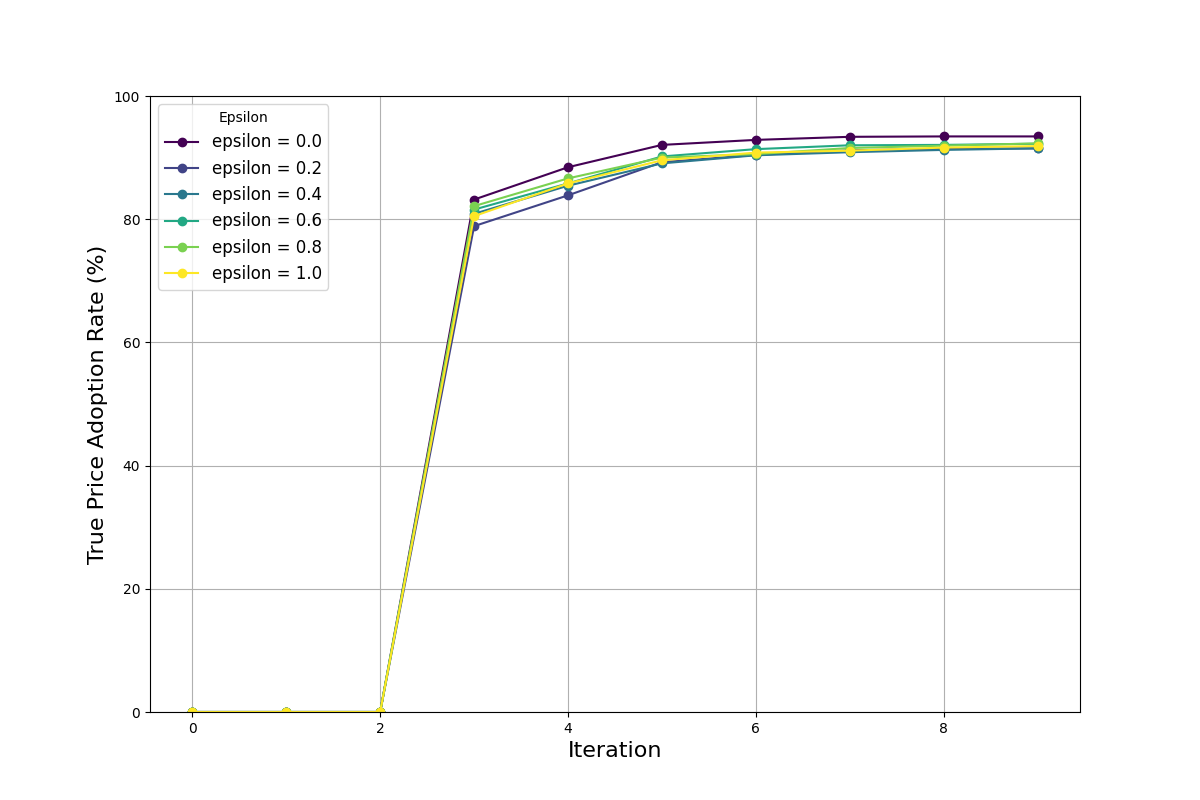 Epsilon
epsilon = 0.0
epsilon = 0.2
epsilon = 0.4
epsilon = 0.6
epsilon = 0.8
epsilon = 1.0
True Price Adoption Rate (%)
100
80
60
40
20
0
0 2 4 6 8
Iteration